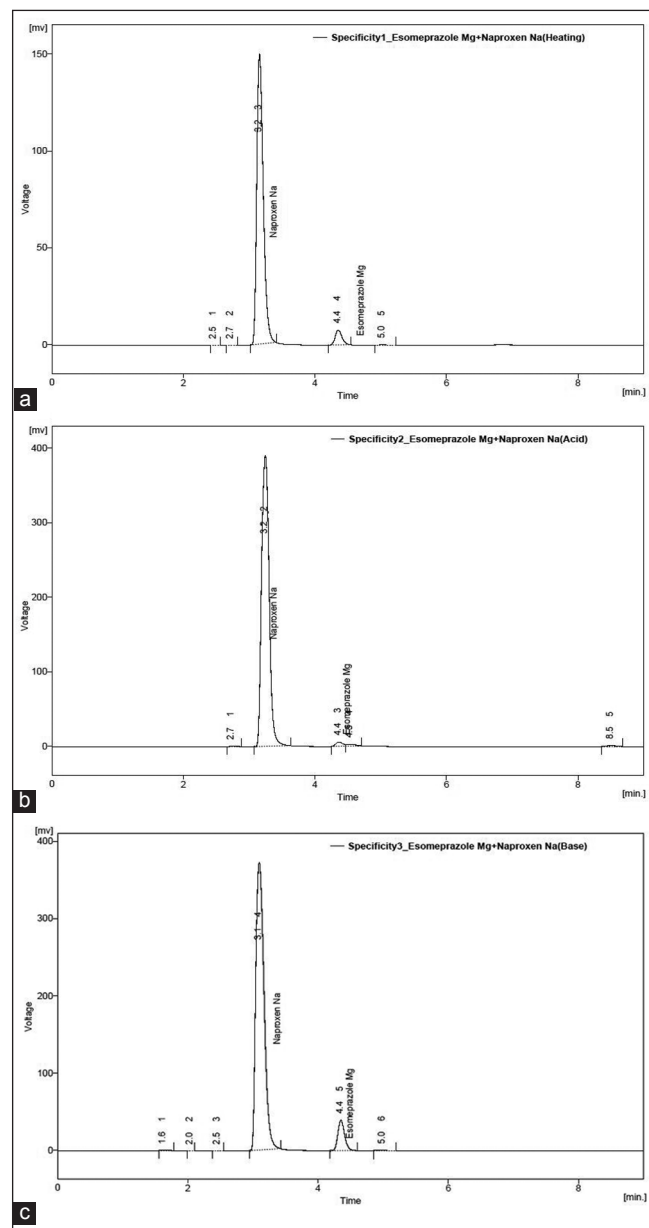 [mv]
Specificity1_Esomeprazole Mg+Naproxen Na(Heating)
150
100
50
0
Voltage
2.5 1
2.7 2
3.2 3
Naproxen Na
4.4 4
Esomeprazole Mg
5.0 5
0 2 4 6 8
Time
[min.]
a
[mv]
Specificity2_Esomeprazole Mg+Naproxen Na(Acid)
400
300
200
100
0
Voltage
2.7 1
3.2 2
Naproxen Na
4.4 3
Esomeprazole Mg
4
8.5 5
0 2 4 6 8
Time
[min.]
b
[mv]
Specificity3_Esomeprazole Mg+Naproxen Na(Base)
400
300
200
100
0
Voltage
1.6 1
2.0 2
2.5 3
3.1 4
Naproxen Na
4.4 5
Esomeprazole Mg
5.0 6
0 2 4 6 8
Time
[min.]
c